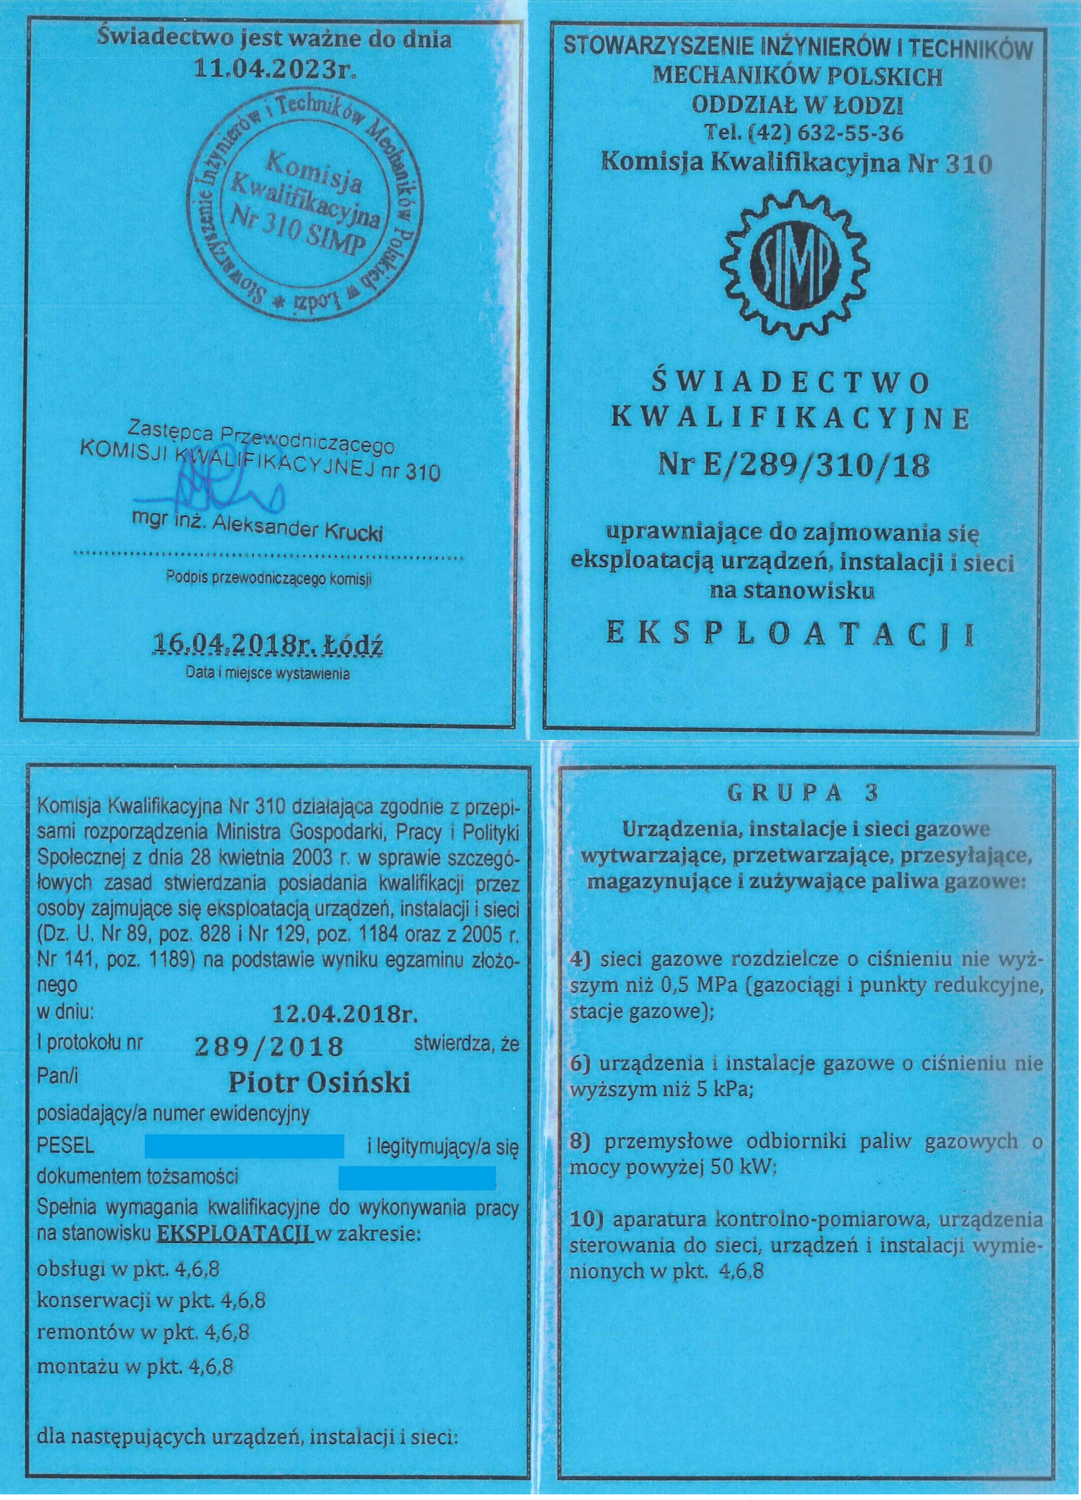 Świadectwo jest ważne do dnia
11.04.2023r.
Stowarzyszenie Inżynierów i Techników Mechaników Polskich w Łodzi *
Komisja
Kwalifikacyjna
Nr 310 SIMP
Zastępca Przewodniczącego
KOMISJI KWALIFIKACYJNEJ nr 310
mgr inż. Aleksander Krucki
Podpis przewodniczącego komisji
16.04.2018r. Łódź
Data i miejsce wystawienia
STOWARZYSZENIE INŻYNIERÓW I TECHNIKÓW
MECHANIKÓW POLSKICH
ODDZIAŁ W ŁODZI
Tel. (42) 632-55-36
Komisja Kwalifikacyjna Nr 310
SIMP
ŚWIADECTWO
KWALIFIKACYJNE
Nr E/289/310/18
uprawniające do zajmowania się
eksploatacją urządzeń, instalacji i sieci
na stanowisku
EKSPLOATACJI
Komisja Kwalifikacyjna Nr 310 działająca zgodnie z przepi-
sami rozporządzenia Ministra Gospodarki, Pracy i Polityki
Społecznej z dnia 28 kwietnia 2003 r. w sprawie szczegó-
łowych zasad stwierdzania posiadania kwalifikacji przez
osoby zajmujące się eksploatacją urządzeń, instalacji i sieci
(Dz. U. Nr 89, poz. 828 i Nr 129, poz. 1184 oraz z 2005 r.
Nr 141, poz. 1189) na podstawie wyniku egzaminu złożo-
nego
w dniu: 12.04.2018r.
I protokołu nr 289/2018 stwierdza, że
Pan/i Piotr Osiński
posiadający/a numer ewidencyjny
PESEL i legitymujący/a się
dokumentem tożsamości
Spełnia wymagania kwalifikacyjne do wykonywania pracy
na stanowisku EKSPLOATACJI w zakresie:
obsługi w pkt. 4,6,8
konserwacji w pkt. 4,6,8
remontów w pkt. 4,6,8
montażu w pkt. 4,6,8
dla następujących urządzeń, instalacji i sieci:
GRUPA 3
Urządzenia, instalacje i sieci gazowe
wytwarzające, przetwarzające, przesyłające,
magazynujące i zużywające paliwa gazowe:
4) sieci gazowe rozdzielcze o ciśnieniu nie wyż-
szym niż 0,5 MPa (gazociągi i punkty redukcyjne,
stacje gazowe);
6) urządzenia i instalacje gazowe o ciśnieniu nie
wyższym niż 5 kPa;
8) przemysłowe odbiorniki paliw gazowych o
mocy powyżej 50 kW;
10) aparatura kontrolno-pomiarowa, urządzenia
sterowania do sieci, urządzeń i instalacji wymie-
nionych w pkt. 4,6,8